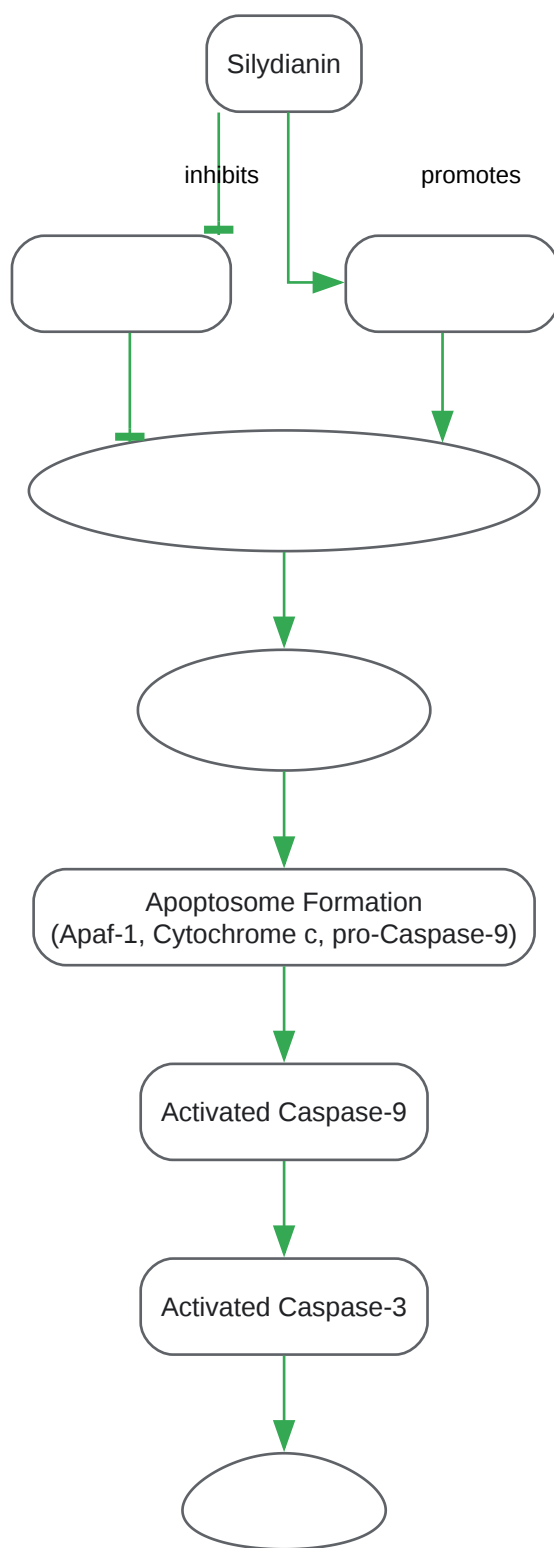 Silydianin
inhibits
promotes
Apoptosome Formation
(Apaf-1, Cytochrome c, pro-Caspase-9)
Activated Caspase-9
Activated Caspase-3